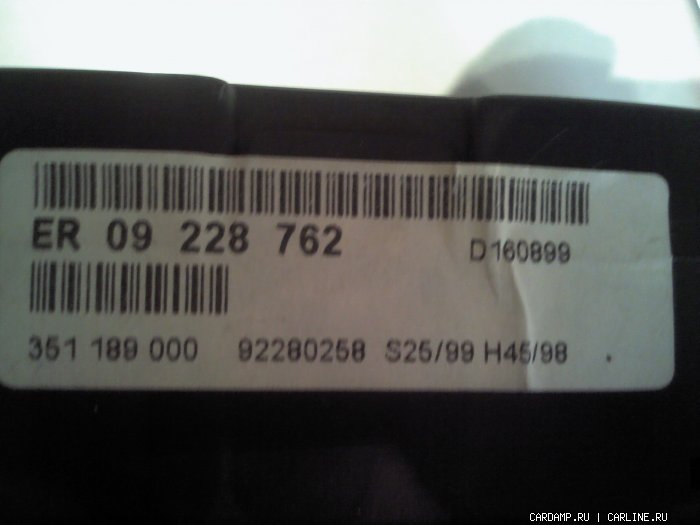 ER 09 228 762
D160899
351 189 000 92280258 S25/99 H45/98
CARDAMP.RU | CARLINE.RU